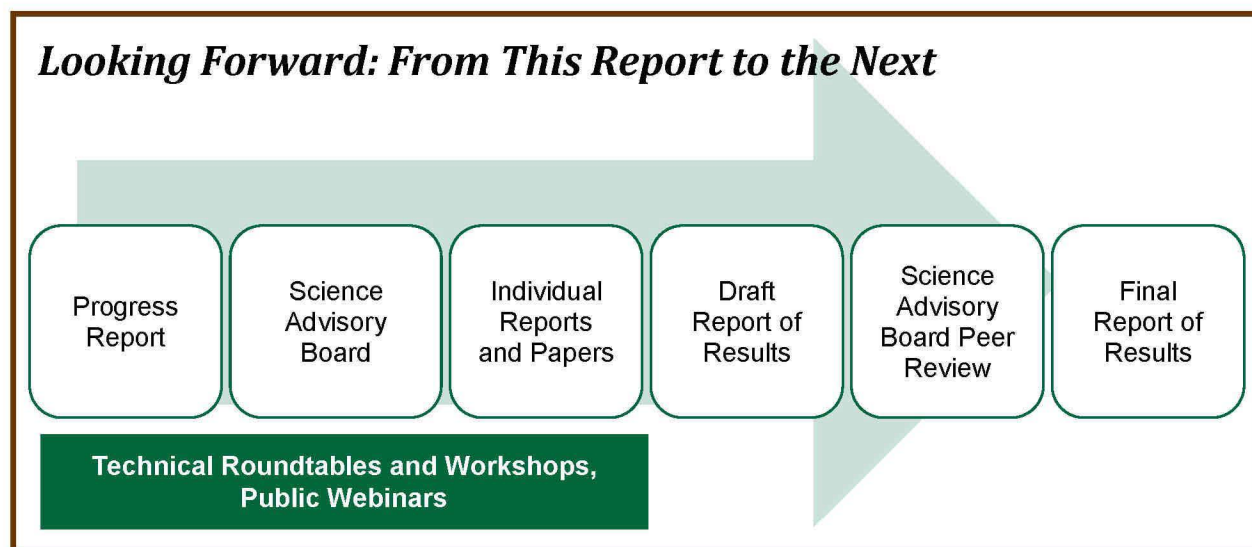 Looking Forward: From This Report to the Next
Progress
Report
Science
Advisory
Board
Individual
Reports
and Papers
Draft
Report of
Results
Science
Advisory
Board Peer
Review
Final
Report of
Results
Technical Roundtables and Workshops,
Public Webinars